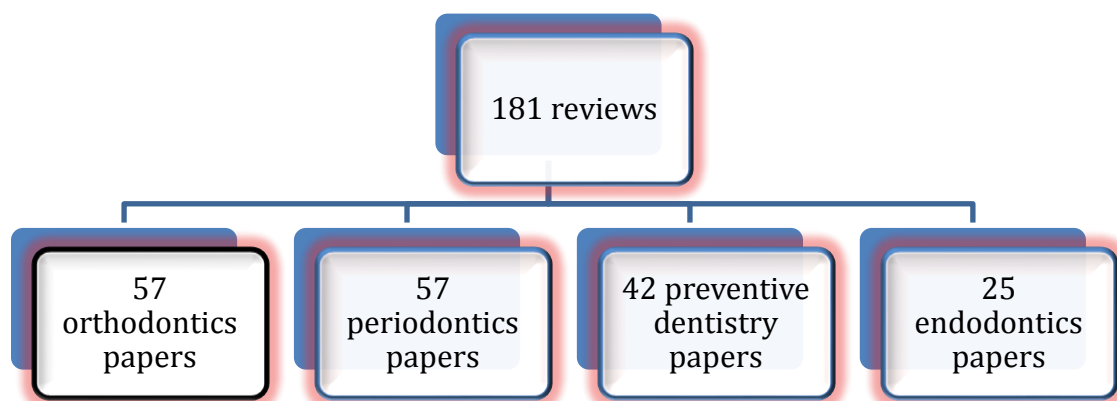 181 reviews
57
orthodontics
papers
57
periodontics
papers
42 preventive
dentistry
papers
25
endodontics
papers